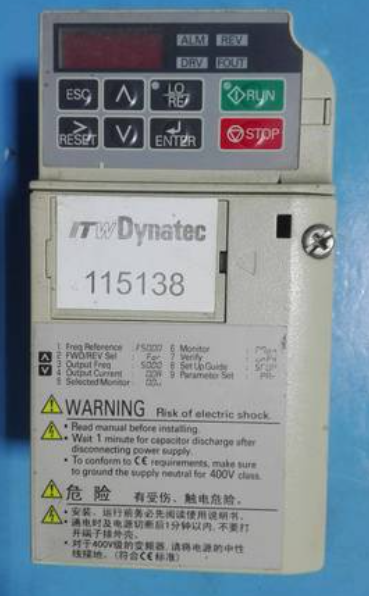 ALM REV
DRV FOUT
ESC ∧ LO RE RUN
> RESET ∨ ENTER STOP
ITW Dynatec
115138
1 Freq Reference : F5000 6 Monitor
2 FWD/REV Sel : For 7 Verify
3 Output Freq : 5000 8 Set Up Guide : STUP
4 Output Current : 9 Parameter Set : PAr
5 Selected Monitor
WARNING Risk of electric shock.
• Read manual before installing.
• Wait 1 minute for capacitor discharge after
disconnecting power supply.
• To conform to CE requirements, make sure
to ground the supply neutral for 400V class.
危 险 有受伤、触电危险。
• 安装、运行前务必先阅读使用说明书。
• 通电时及电源切断后1分钟以内,不要打
开端子排外壳。
• 对于400V级的变频器,请将电源的中性
线接地。(符合CE标准)